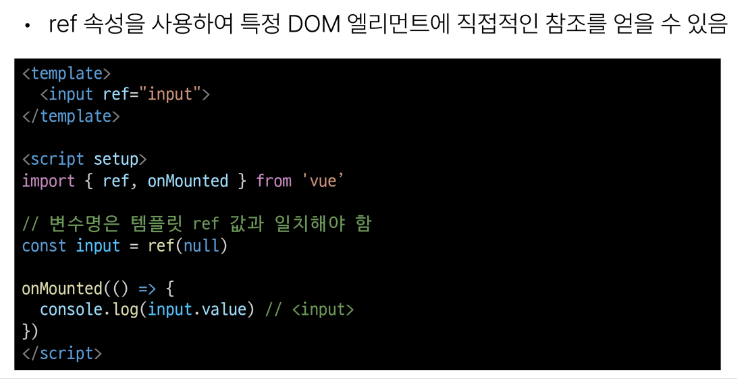 • ref 속성을 사용하여 특정 DOM 엘리먼트에 직접적인 참조를 얻을 수 있음
<template>
  <input ref="input">
</template>
<script setup>
import { ref, onMounted } from 'vue’
// 변수명은 템플릿 ref 값과 일치해야 함
const input = ref(null)
onMounted(() => {
  console.log(input.value) // <input>
})
</script>